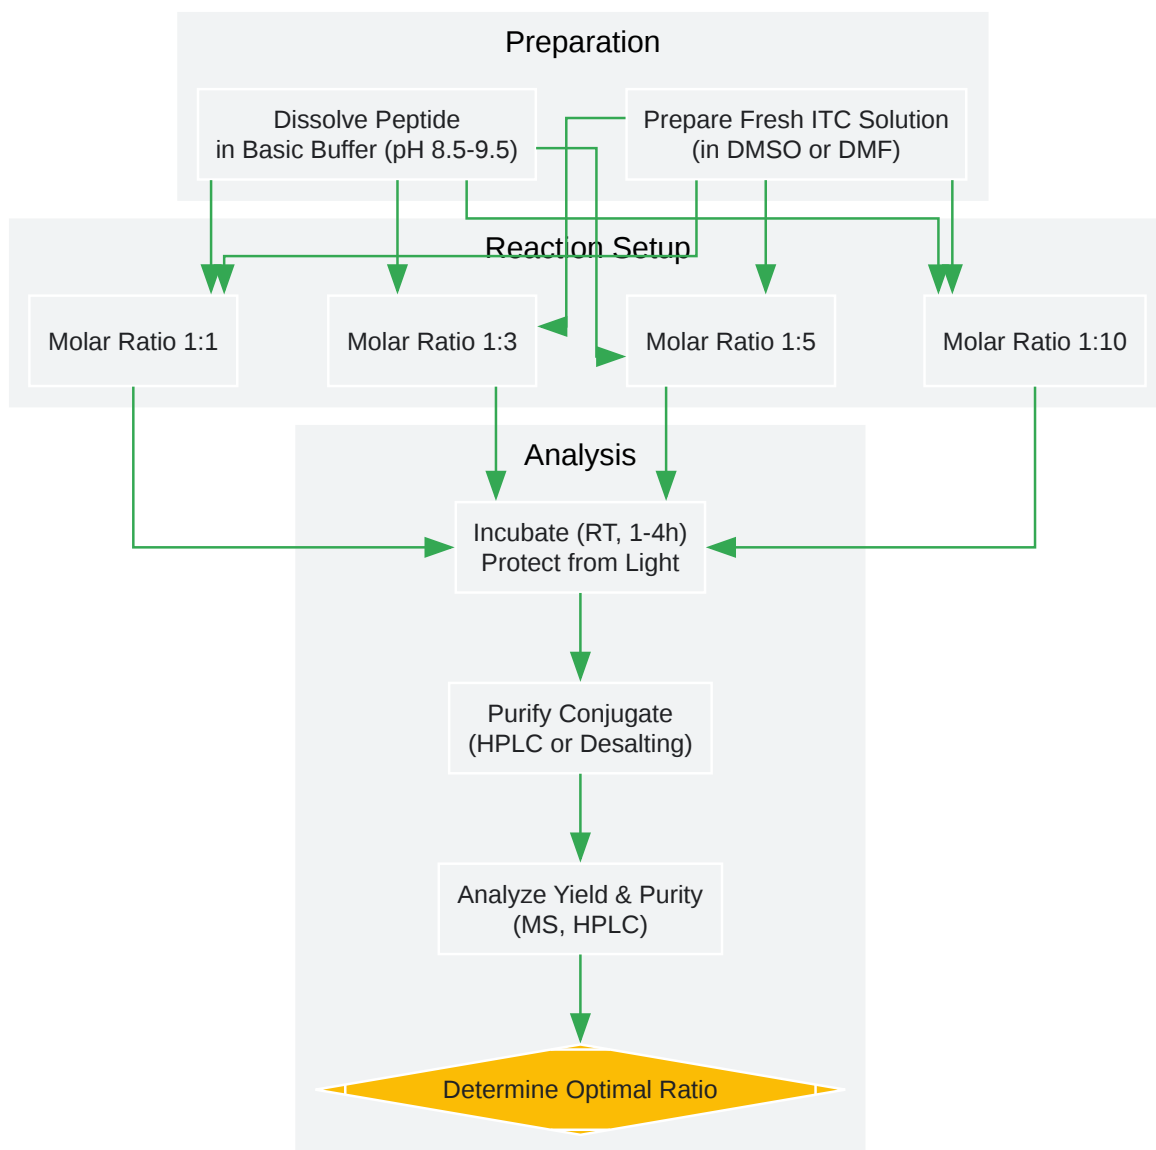 Preparation
Dissolve Peptide
in Basic Buffer (pH 8.5-9.5)
Prepare Fresh ITC Solution
(in DMSO or DMF)
Reaction Setup
Molar Ratio 1:1
Molar Ratio 1:3
Molar Ratio 1:5
Molar Ratio 1:10
Analysis
Incubate (RT, 1-4h)
Protect from Light
Purify Conjugate
(HPLC or Desalting)
Analyze Yield & Purity
(MS, HPLC)
Determine Optimal Ratio